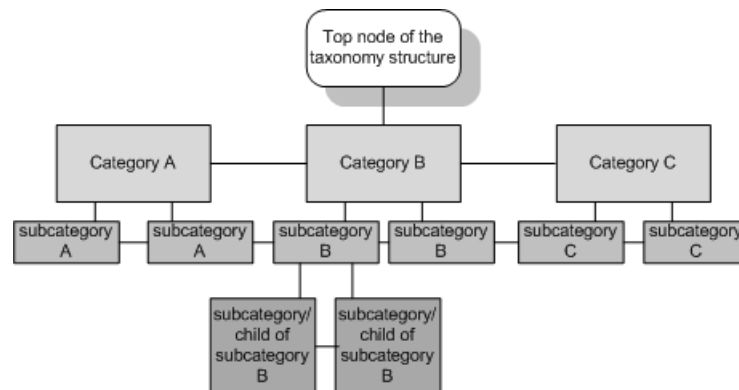 Top node of the
taxonomy structure
Category A
Category B
Category C
subcategory
A
subcategory
A
subcategory
B
subcategory
B
subcategory
C
subcategory
C
subcategory/
child of
subcategory
B
subcategory/
child of
subcategory
B